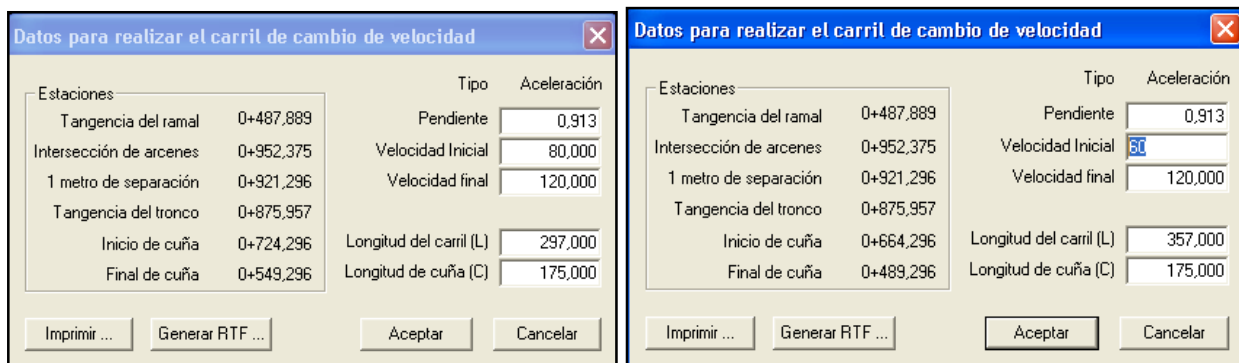 Datos para realizar el carril de cambio de velocidad
Estaciones
Tangencia del ramal 0+487,889
Intersección de arcenes 0+952,375
1 metro de separación 0+921,296
Tangencia del tronco 0+875,957
Inicio de cuña 0+724,296
Final de cuña 0+549,296
Tipo Aceleración
Pendiente 0,913
Velocidad Inicial 80,000
Velocidad final 120,000
Longitud del carril (L) 297,000
Longitud de cuña (C) 175,000
Imprimir ... Generar RTF ... Aceptar Cancelar
Datos para realizar el carril de cambio de velocidad
Estaciones
Tangencia del ramal 0+487,889
Intersección de arcenes 0+952,375
1 metro de separación 0+921,296
Tangencia del tronco 0+875,957
Inicio de cuña 0+664,296
Final de cuña 0+489,296
Tipo Aceleración
Pendiente 0,913
Velocidad Inicial 60
Velocidad final 120,000
Longitud del carril (L) 357,000
Longitud de cuña (C) 175,000
Imprimir ... Generar RTF ... Aceptar Cancelar